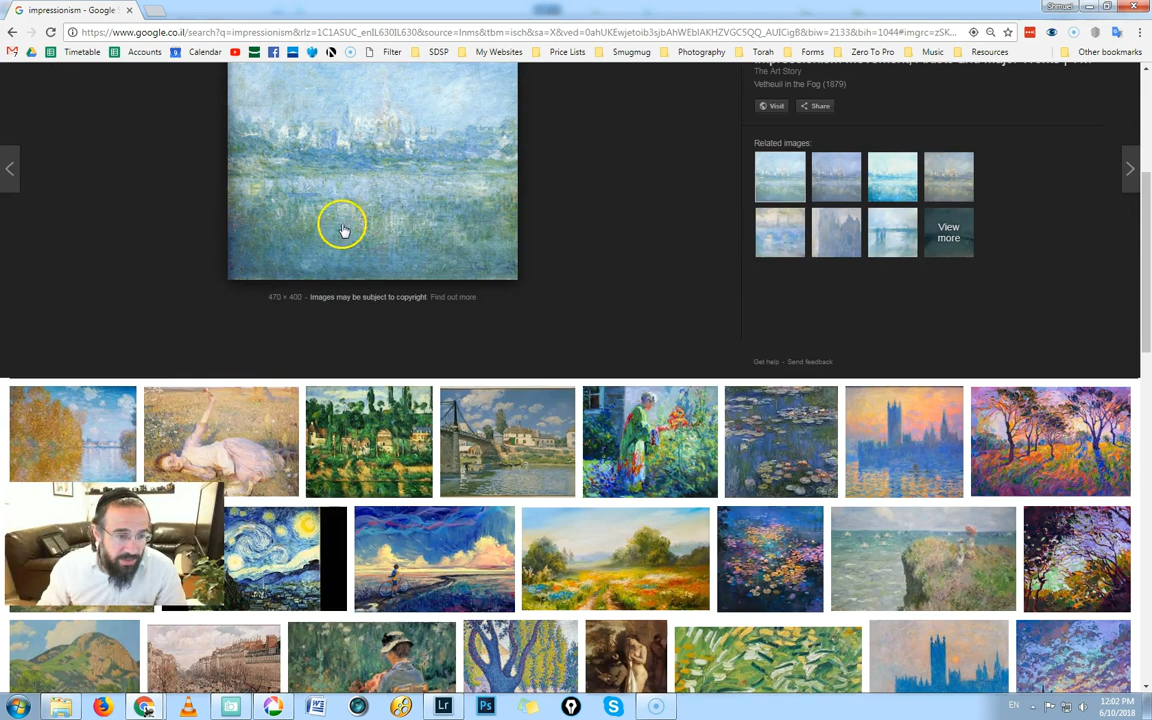 impressionism - Google S
Shmuel
https://www.google.co.il/search?q=impressionism&rlz=1C1ASUC_enIL630IL630&source=lnms&tbm=isch&sa=X&ved=0ahUKEwjetoib3sjbAhWEbIAKHZVGC5QQ_AUICigB&biw=2133&bih=1044#imgrc=zSK...
Timetable
Accounts
Calendar
Filter
SDSP
My Websites
Price Lists
Smugmug
Photography
Forms
Zero To Pro
Music
Torah
Resources
Other bookmarks
The Art Story
Vetheuil in the Fog (1879)
Visit
Share
Related images:
View
more
470 × 400 - Images may be subject to copyright Find out more
Get help - Send feedback
EN
12:02 PM
6/10/2018